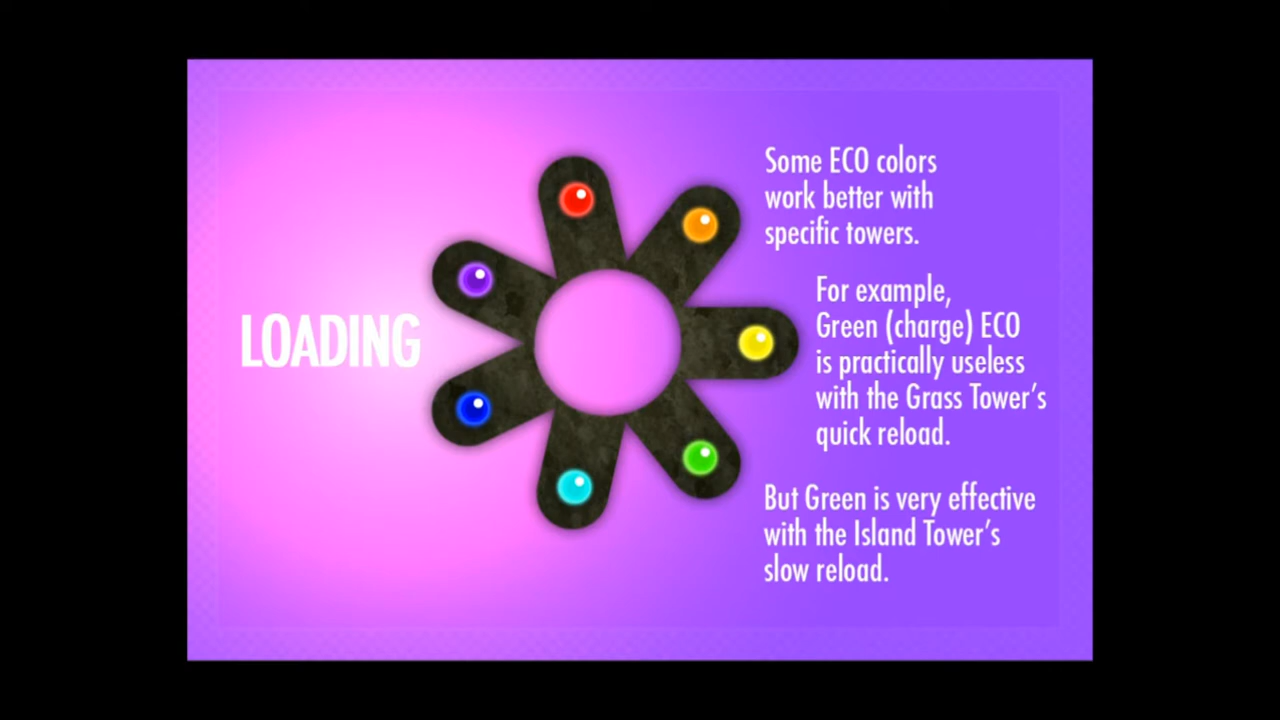 LOADING
Some ECO colors
work better with
specific towers.
For example,
Green (charge) ECO
is practically useless
with the Grass Tower's
quick reload.
But Green is very effective
with the Island Tower's
slow reload.